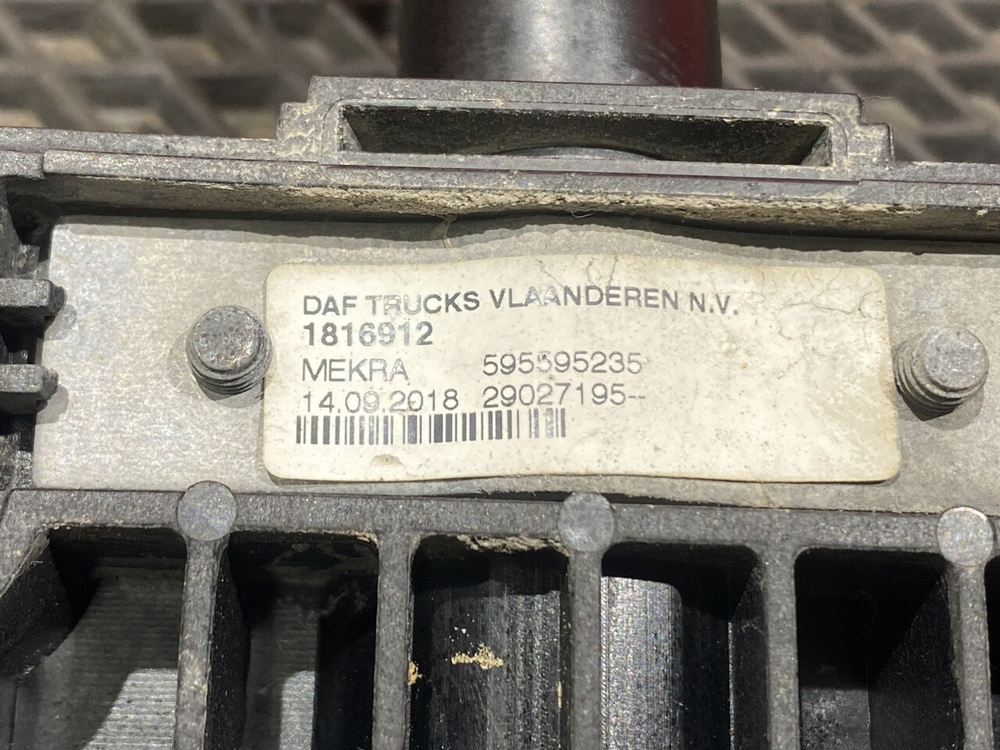 DAF TRUCKS VLAANDEREN N.V.
1816912
MEKRA 595595235
14.09.2018 29027195--